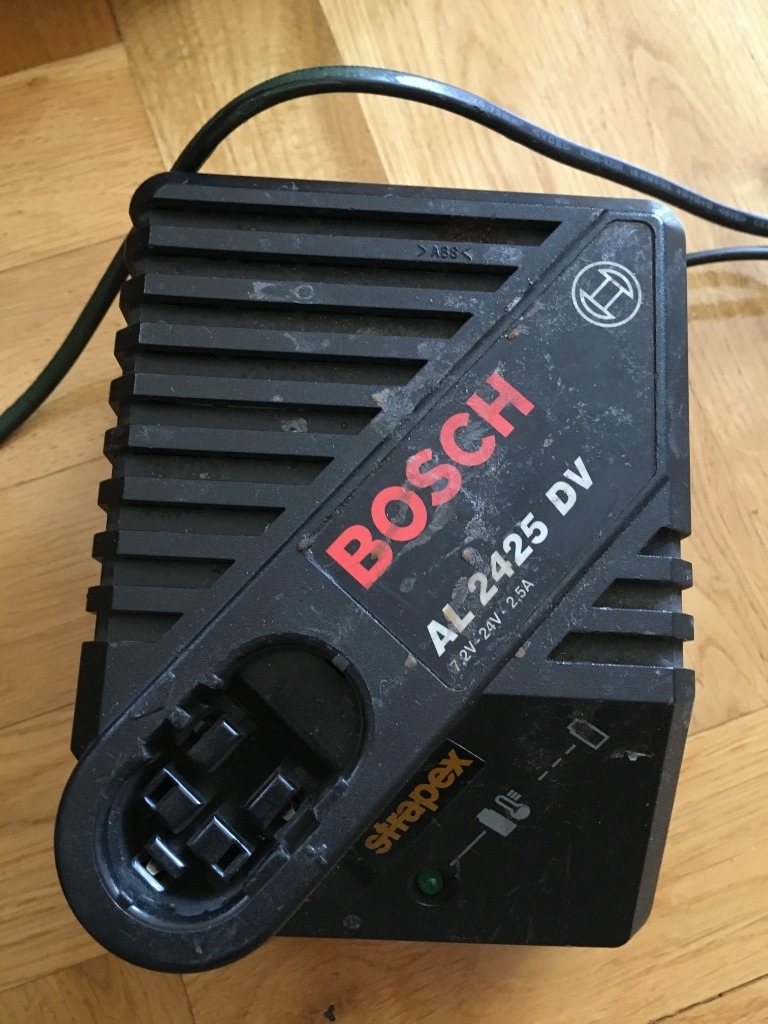 >ABS<
BOSCH
AL 2425 DV
7,2V-24V · 2,5A
strapex